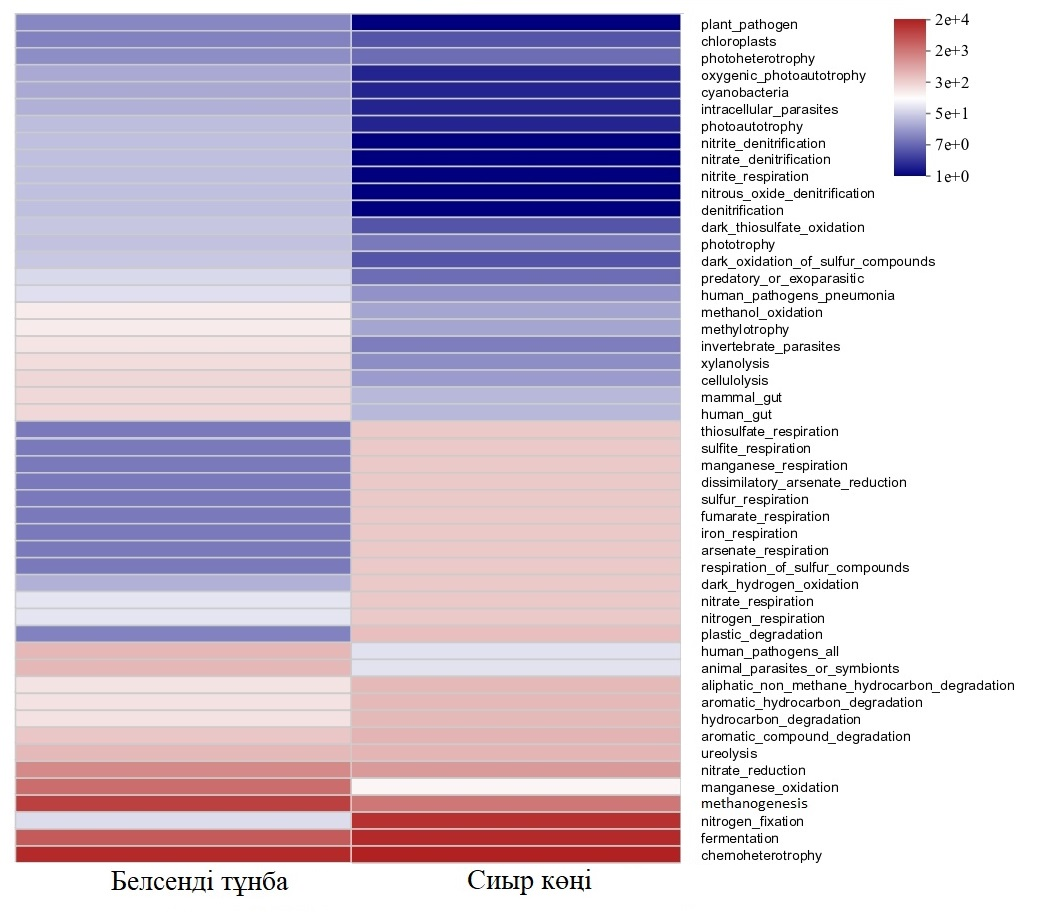 plant_pathogen
chloroplasts
photoheterotrophy
oxygenic_photoautotrophy
cyanobacteria
intracellular_parasites
photoautotrophy
nitrite_denitrification
nitrate_denitrification
nitrite_respiration
nitrous_oxide_denitrification
denitrification
dark_thiosulfate_oxidation
phototrophy
dark_oxidation_of_sulfur_compounds
predatory_or_exoparasitic
human_pathogens_pneumonia
methanol_oxidation
methylotrophy
invertebrate_parasites
xylanolysis
cellulolysis
mammal_gut
human_gut
thiosulfate_respiration
sulfite_respiration
manganese_respiration
dissimilatory_arsenate_reduction
sulfur_respiration
fumarate_respiration
iron_respiration
arsenate_respiration
respiration_of_sulfur_compounds
dark_hydrogen_oxidation
nitrate_respiration
nitrogen_respiration
plastic_degradation
human_pathogens_all
animal_parasites_or_symbionts
aliphatic_non_methane_hydrocarbon_degradation
aromatic_hydrocarbon_degradation
hydrocarbon_degradation
aromatic_compound_degradation
ureolysis
nitrate_reduction
manganese_oxidation
methanogenesis
nitrogen_fixation
fermentation
chemoheterotrophy
2e+4
2e+3
3e+2
5e+1
7e+0
1e+0
Белсенді тұнба
Сиыр көңі